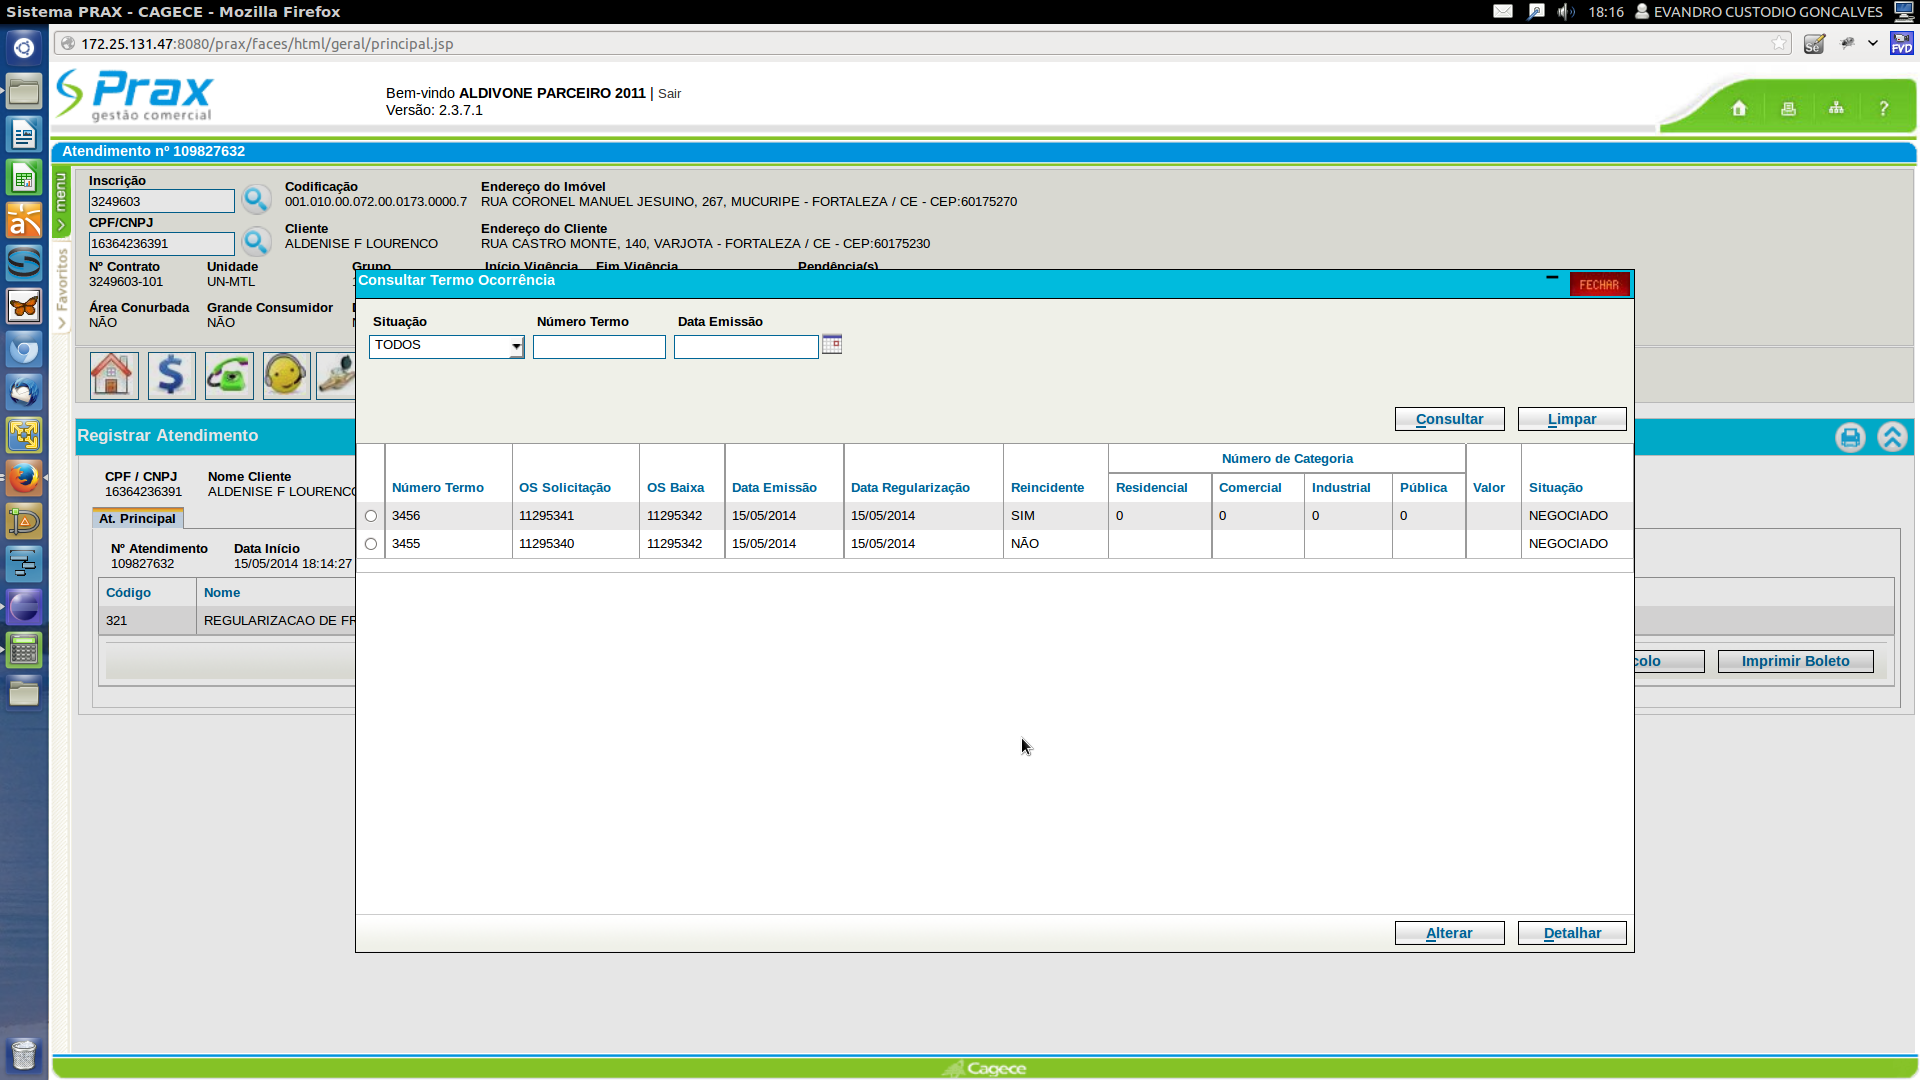 Sistema PRAX - CAGECE - Mozilla Firefox
18:16 EVANDRO CUSTODIO GONCALVES
172.25.131.47:8080/prax/faces/html/geral/principal.jsp
FVD
Prax
gestão comercial
Bem-vindo ALDIVONE PARCEIRO 2011 | Sair
Versão: 2.3.7.1
Atendimento nº 109827632
menu
Favoritos
Inscrição
3249603
Codificação
001.010.00.072.00.0173.0000.7
Endereço do Imóvel
RUA CORONEL MANUEL JESUINO, 267, MUCURIPE - FORTALEZA / CE - CEP:60175270
CPF/CNPJ
16364236391
Cliente
ALDENISE F LOURENCO
Endereço do Cliente
RUA CASTRO MONTE, 140, VARJOTA - FORTALEZA / CE - CEP:60175230
Nº Contrato Unidade Grupo Início Vigência Fim Vigência Pendência(s)
3249603-101 UN-MTL
Área Conurbada Grande Consumidor
NÃO NÃO
Consultar Termo Ocorrência
FECHAR
Situação Número Termo Data Emissão
TODOS
Consultar Limpar
Número de Categoria
Número Termo OS Solicitação OS Baixa Data Emissão Data Regularização Reincidente Residencial Comercial Industrial Pública Valor Situação
3456 11295341 11295342 15/05/2014 15/05/2014 SIM 0 0 0 0 NEGOCIADO
3455 11295340 11295342 15/05/2014 15/05/2014 NÃO NEGOCIADO
Alterar Detalhar
Registrar Atendimento
CPF / CNPJ Nome Cliente
16364236391 ALDENISE F LOURENCO
At. Principal
Nº Atendimento Data Início
109827632 15/05/2014 18:14:27
Código Nome
321 REGULARIZACAO DE FR
colo Imprimir Boleto
Cagece